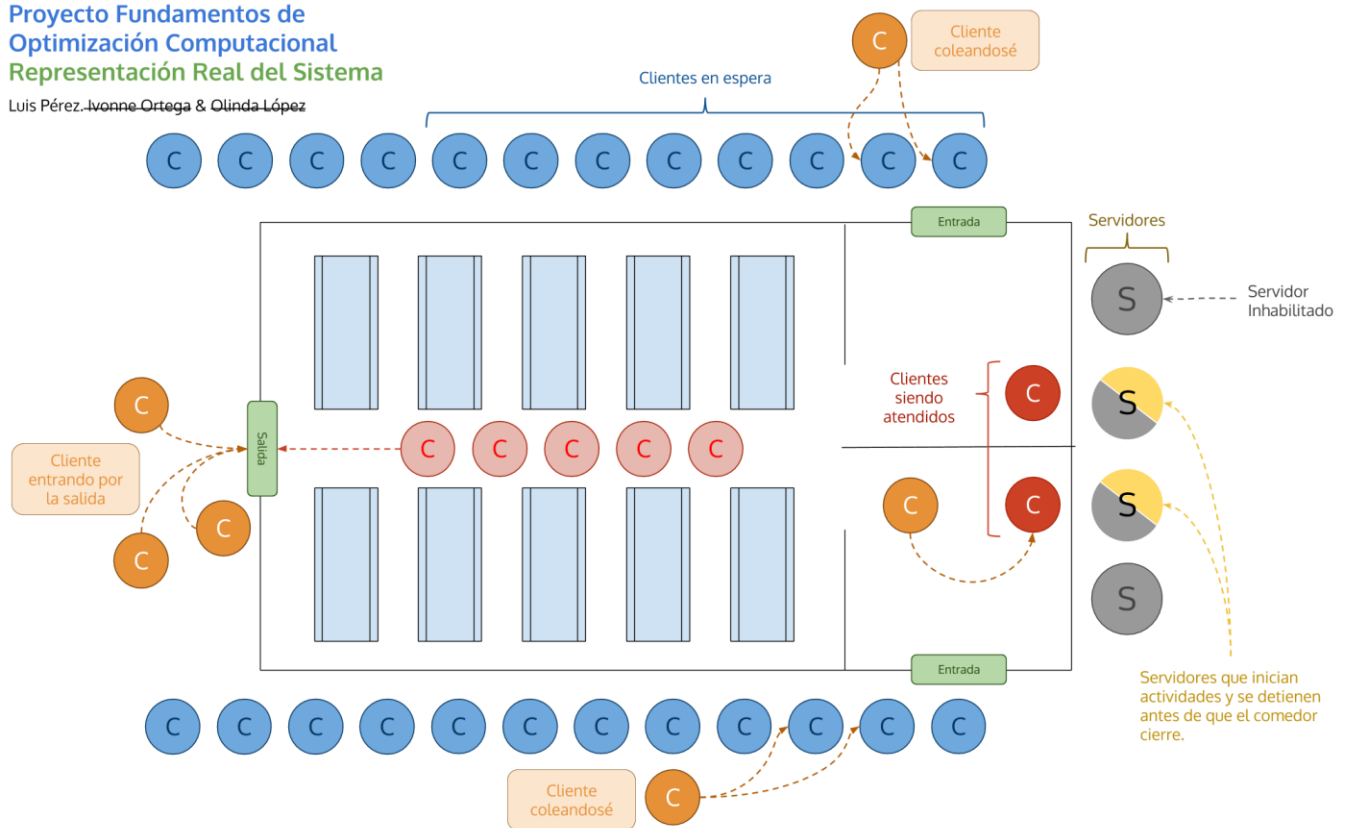 Proyecto Fundamentos de
Optimización Computacional
Representación Real del Sistema
Luis Pérez. Ivonne Ortega & Olinda López
C
Cliente
coleandosé
Clientes en espera
C C C C C C C C C C C C
Entrada
Servidores
S
Servidor
Inhabilitado
Clientes
siendo
atendidos
C
S
C
Cliente
entrando por
la salida
Salida
C C C C C
C
C
C
C
S
S
Entrada
Servidores que inician
actividades y se detienen
antes de que el comedor
cierre.
C C C C C C C C C C C C
Cliente
coleandosé
C